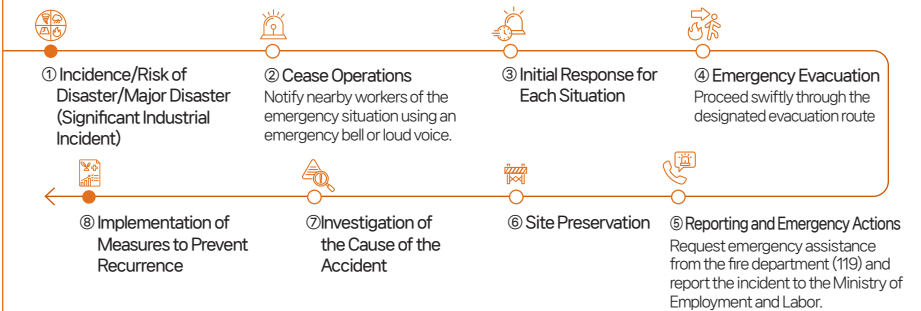 ① Incidence/Risk of
Disaster/Major Disaster
(Significant Industrial
Incident)
② Cease Operations
Notify nearby workers of the
emergency situation using an
emergency bell or loud voice.
③ Initial Response for
Each Situation
④ Emergency Evacuation
Proceed swiftly through the
designated evacuation route
⑤ Reporting and Emergency Actions
Request emergency assistance
from the fire department (119) and
report the incident to the Ministry of
Employment and Labor.
⑥ Site Preservation
⑦Investigation of
the Cause of the
Accident
⑧ Implementation of
Measures to Prevent
Recurrence